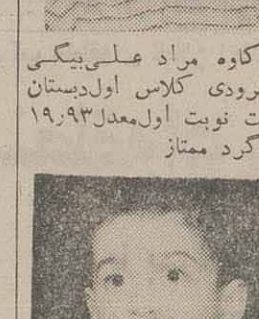 کاوه مراد علی‌بیگی
رودی کلاس اول دبستان
ت نوبت اول معدل ۱۹٫۹۳
گرد ممتاز